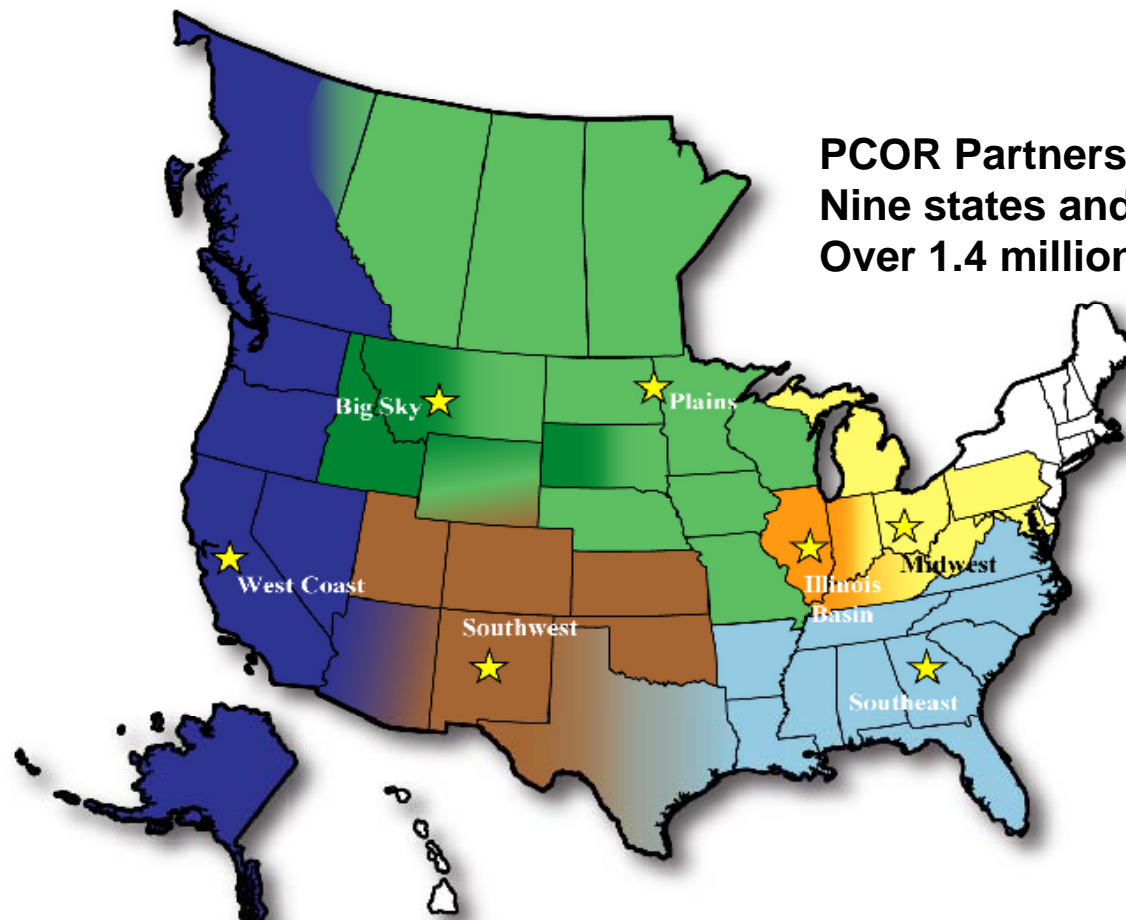 PCOR Partners
Nine states and
Over 1.4 million
Big Sky
Plains
West Coast
Southwest
Illinois
Basin
Midwest
Southeast